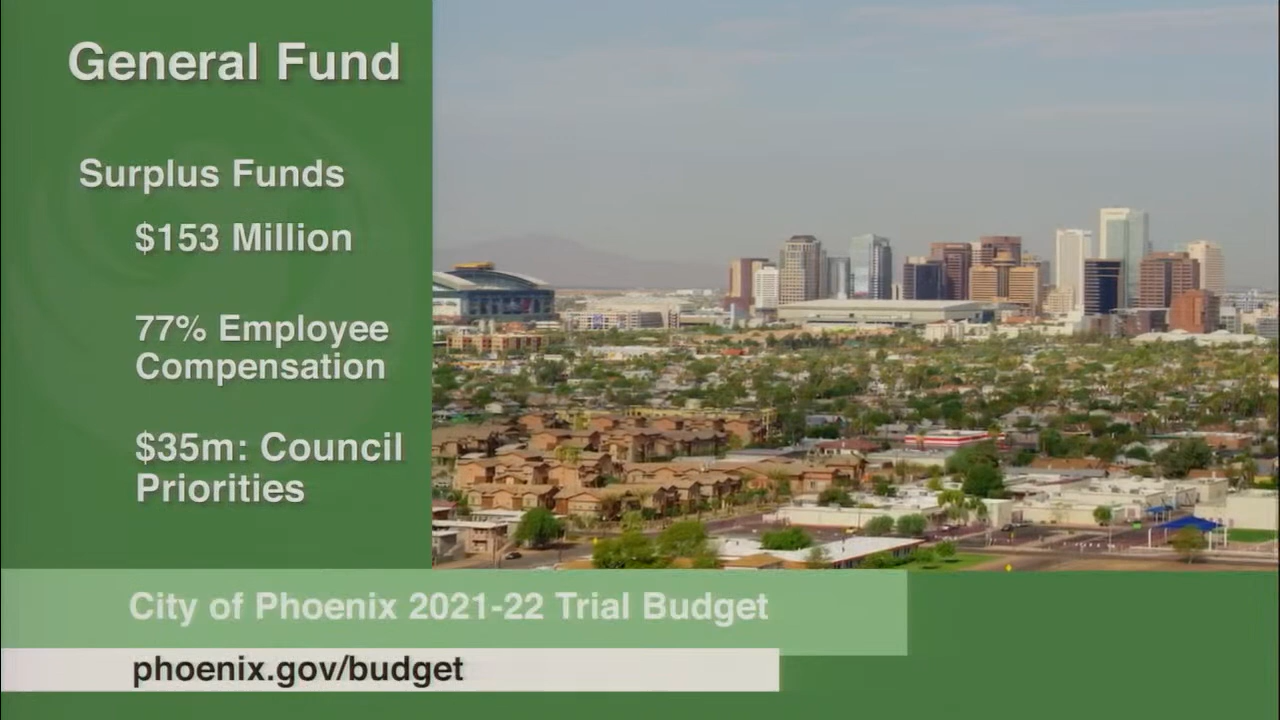 General Fund
Surplus Funds
$153 Million
77% Employee
Compensation
$35m: Council
Priorities
City of Phoenix 2021-22 Trial Budget
phoenix.gov/budget